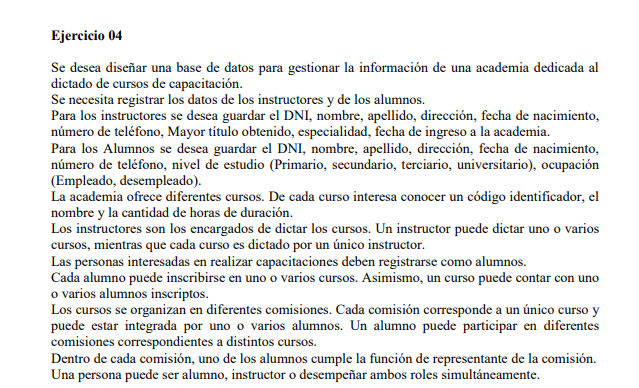 Ejercicio 04
Se desea diseñar una base de datos para gestionar la información de una academia dedicada al
dictado de cursos de capacitación.
Se necesita registrar los datos de los instructores y de los alumnos.
Para los instructores se desea guardar el DNI, nombre, apellido, dirección, fecha de nacimiento,
número de teléfono, Mayor título obtenido, especialidad, fecha de ingreso a la academia.
Para los Alumnos se desea guardar el DNI, nombre, apellido, dirección, fecha de nacimiento,
número de teléfono, nivel de estudio (Primario, secundario, terciario, universitario), ocupación
(Empleado, desempleado).
La academia ofrece diferentes cursos. De cada curso interesa conocer un código identificador, el
nombre y la cantidad de horas de duración.
Los instructores son los encargados de dictar los cursos. Un instructor puede dictar uno o varios
cursos, mientras que cada curso es dictado por un único instructor.
Las personas interesadas en realizar capacitaciones deben registrarse como alumnos.
Cada alumno puede inscribirse en uno o varios cursos. Asimismo, un curso puede contar con uno
o varios alumnos inscriptos.
Los cursos se organizan en diferentes comisiones. Cada comisión corresponde a un único curso y
puede estar integrada por uno o varios alumnos. Un alumno puede participar en diferentes
comisiones correspondientes a distintos cursos.
Dentro de cada comisión, uno de los alumnos cumple la función de representante de la comisión.
Una persona puede ser alumno, instructor o desempeñar ambos roles simultáneamente.